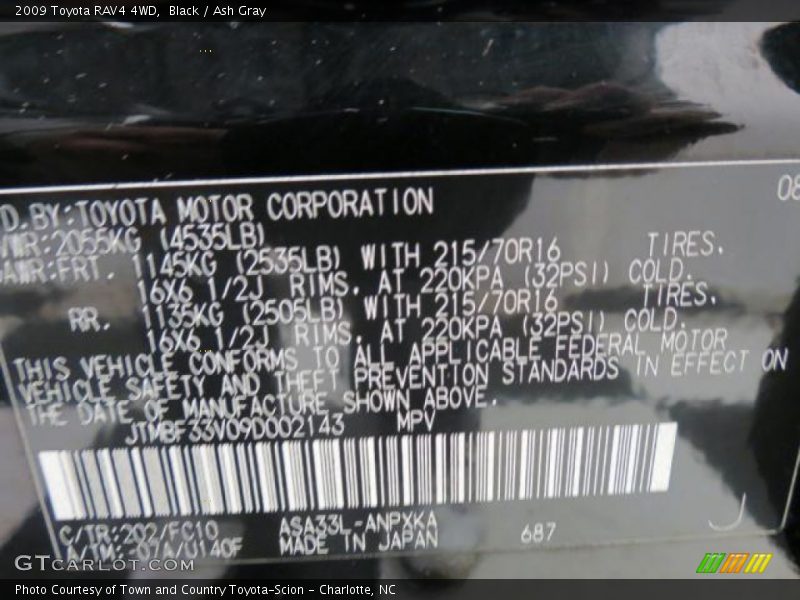 2009 Toyota RAV4 4WD, Black / Ash Gray
08
D.BY:TOYOTA MOTOR CORPORATION
VWR:2055KG (4535LB)
AWR:FRT. 1145KG (2535LB) WITH 215/70R16 TIRES.
16X6 1/2J RIMS. AT 220KPA (32PSI) COLD.
RR. 1135KG (2505LB) WITH 215/70R16 TIRES.
16X6 1/2J RIMS. AT 220KPA (32PSI) COLD.
THIS VEHICLE CONFORMS TO ALL APPLICABLE FEDERAL MOTOR
VEHICLE SAFETY AND THEFT PREVENTION STANDARDS IN EFFECT ON
THE DATE OF MANUFACTURE SHOWN ABOVE.
JTMBF33V09D002143 MPV
C/TR:202/FC10 ASA33L-ANPXKA
A/TM:-07A/U140F MADE IN JAPAN 687
GTCARLOT.COM
Photo Courtesy of Town and Country Toyota-Scion - Charlotte, NC